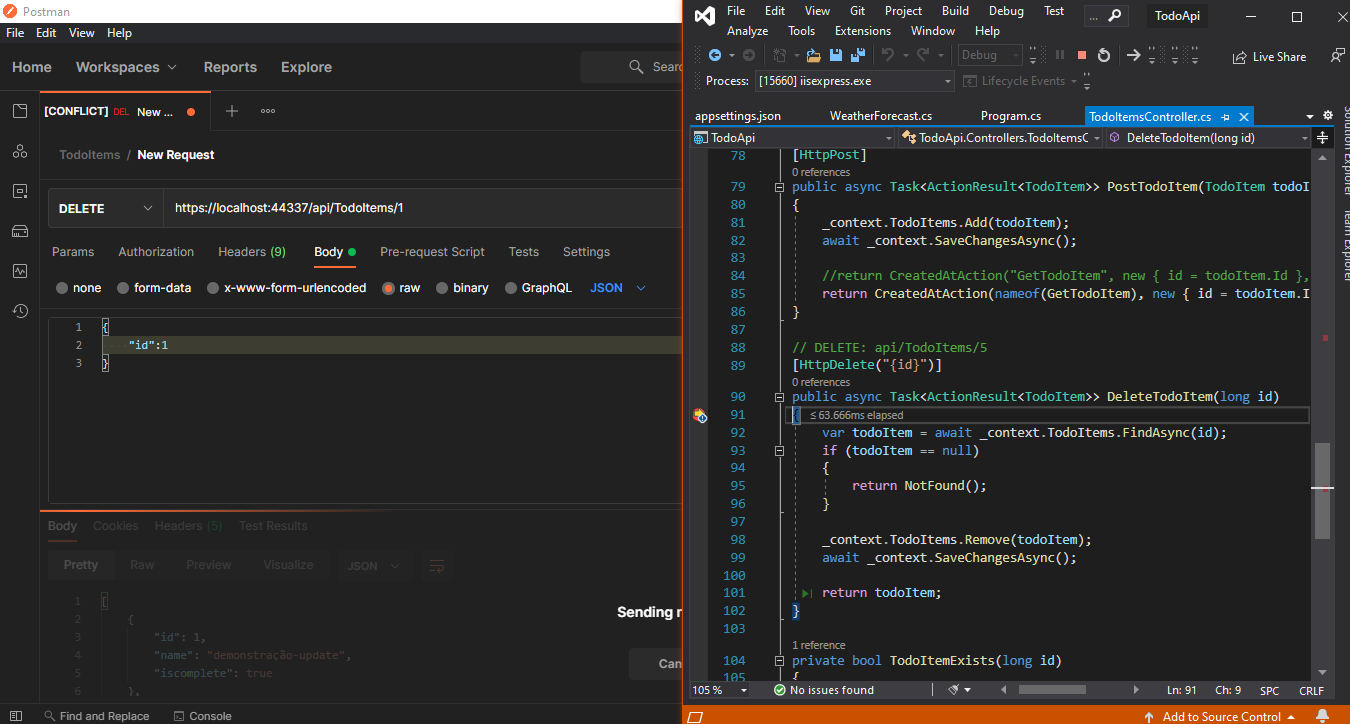 Postman
File Edit View Help
Home Workspaces Reports Explore
[CONFLICT] DEL New ...
TodoItems / New Request
DELETE https://localhost:44337/api/TodoItems/1
Params Authorization Headers (9) Body Pre-request Script Tests Settings
none form-data x-www-form-urlencoded raw binary GraphQL JSON
1 {
2 "id":1
3 }
Body Cookies Headers (5) Test Results
Pretty Raw Preview Visualize JSON
1 [
2 {
3 "id": 1,
4 "name": "demonstração-update",
5 "iscomplete": true
6 },
Sending
Find and Replace Console
File Edit View Git Project Build Debug Test ... TodoApi
Analyze Tools Extensions Window Help
Debug Live Share
Process: [15660] iisexpress.exe Lifecycle Events
appsettings.json WeatherForecast.cs Program.cs TodoItemsController.cs
TodoApi TodoApi.Controllers.TodoItemsC DeleteTodoItem(long id)
78 [HttpPost]
0 references
79 public async Task<ActionResult<TodoItem>> PostTodoItem(TodoItem todoI
80 {
81 _context.TodoItems.Add(todoItem);
82 await _context.SaveChangesAsync();
83
84 //return CreatedAtAction("GetTodoItem", new { id = todoItem.Id },
85 return CreatedAtAction(nameof(GetTodoItem), new { id = todoItem.I
86 }
87
88 // DELETE: api/TodoItems/5
89 [HttpDelete("{id}")]
0 references
90 public async Task<ActionResult<TodoItem>> DeleteTodoItem(long id)
91 { ≤ 63.666ms elapsed
92 var todoItem = await _context.TodoItems.FindAsync(id);
93 if (todoItem == null)
94 {
95 return NotFound();
96 }
97
98 _context.TodoItems.Remove(todoItem);
99 await _context.SaveChangesAsync();
100
101 return todoItem;
102 }
103
1 reference
104 private bool TodoItemExists(long id)
105 {
105 % No issues found Ln: 91 Ch: 9 SPC CRLF
Add to Source Control
Solution Explorer
Team Explorer